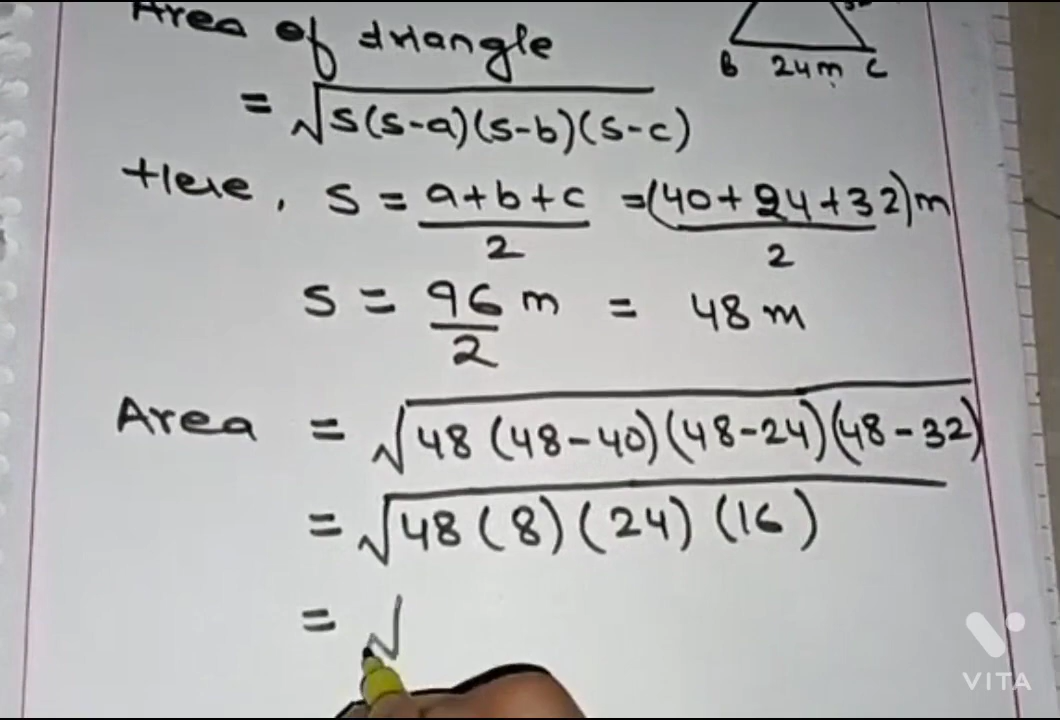 Area of triangle
B 24m C
= √s(s-a)(s-b)(s-c)
Here, s = a+b+c/2 = (40+24+32)m/2
s = 96/2 m = 48 m
Area = √48(48-40)(48-24)(48-32)
= √48(8)(24)(16)
= √
VITA